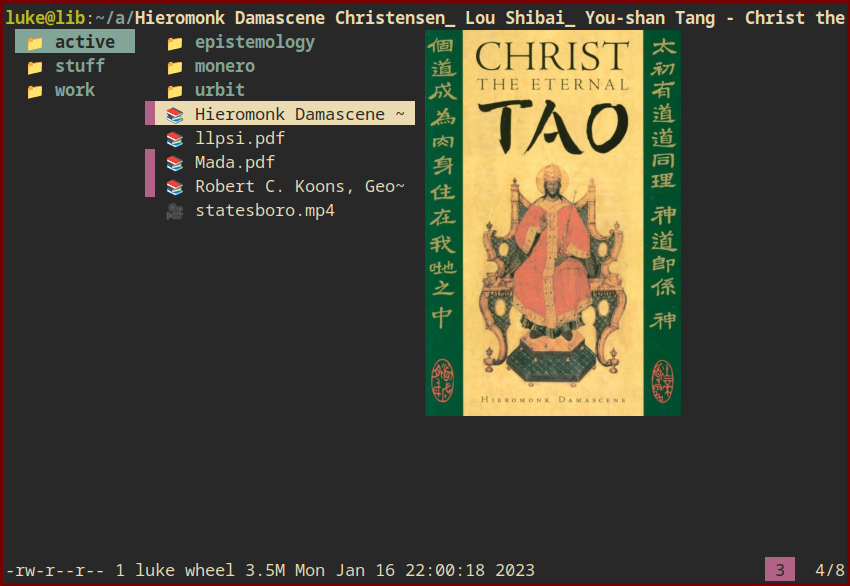 luke@lib:~/a/Hieromonk Damascene Christensen_ Lou Shibai_ You-shan Tang - Christ the
active
stuff
work
epistemology
monero
urbit
Hieromonk Damascene ~
llpsi.pdf
Mada.pdf
Robert C. Koons, Geo~
statesboro.mp4
個道成為肉身住在我哋之中
CHRIST
THE ETERNAL
TAO
HIEROMONK DAMASCENE
太初有道道同理 神道即係 神
-rw-r--r-- 1 luke wheel 3.5M Mon Jan 16 22:00:18 2023
3 4/8